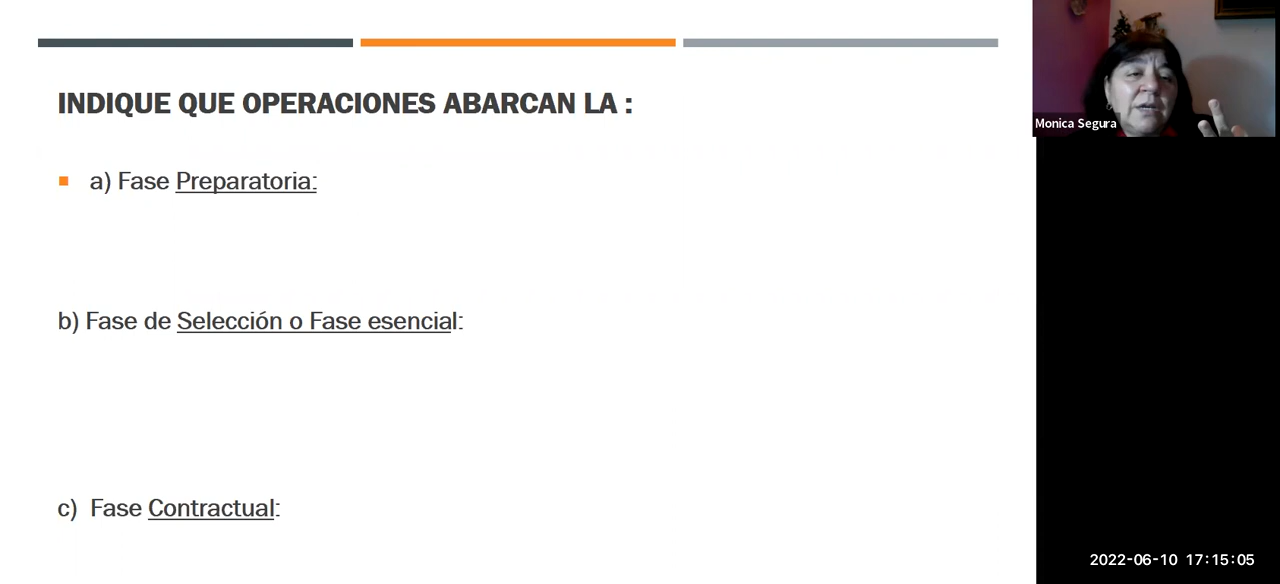 INDIQUE QUE OPERACIONES ABARCAN LA :
a) Fase Preparatoria:
b) Fase de Selección o Fase esencial:
c) Fase Contractual:
Monica Segura
2022-06-10 17:15:05